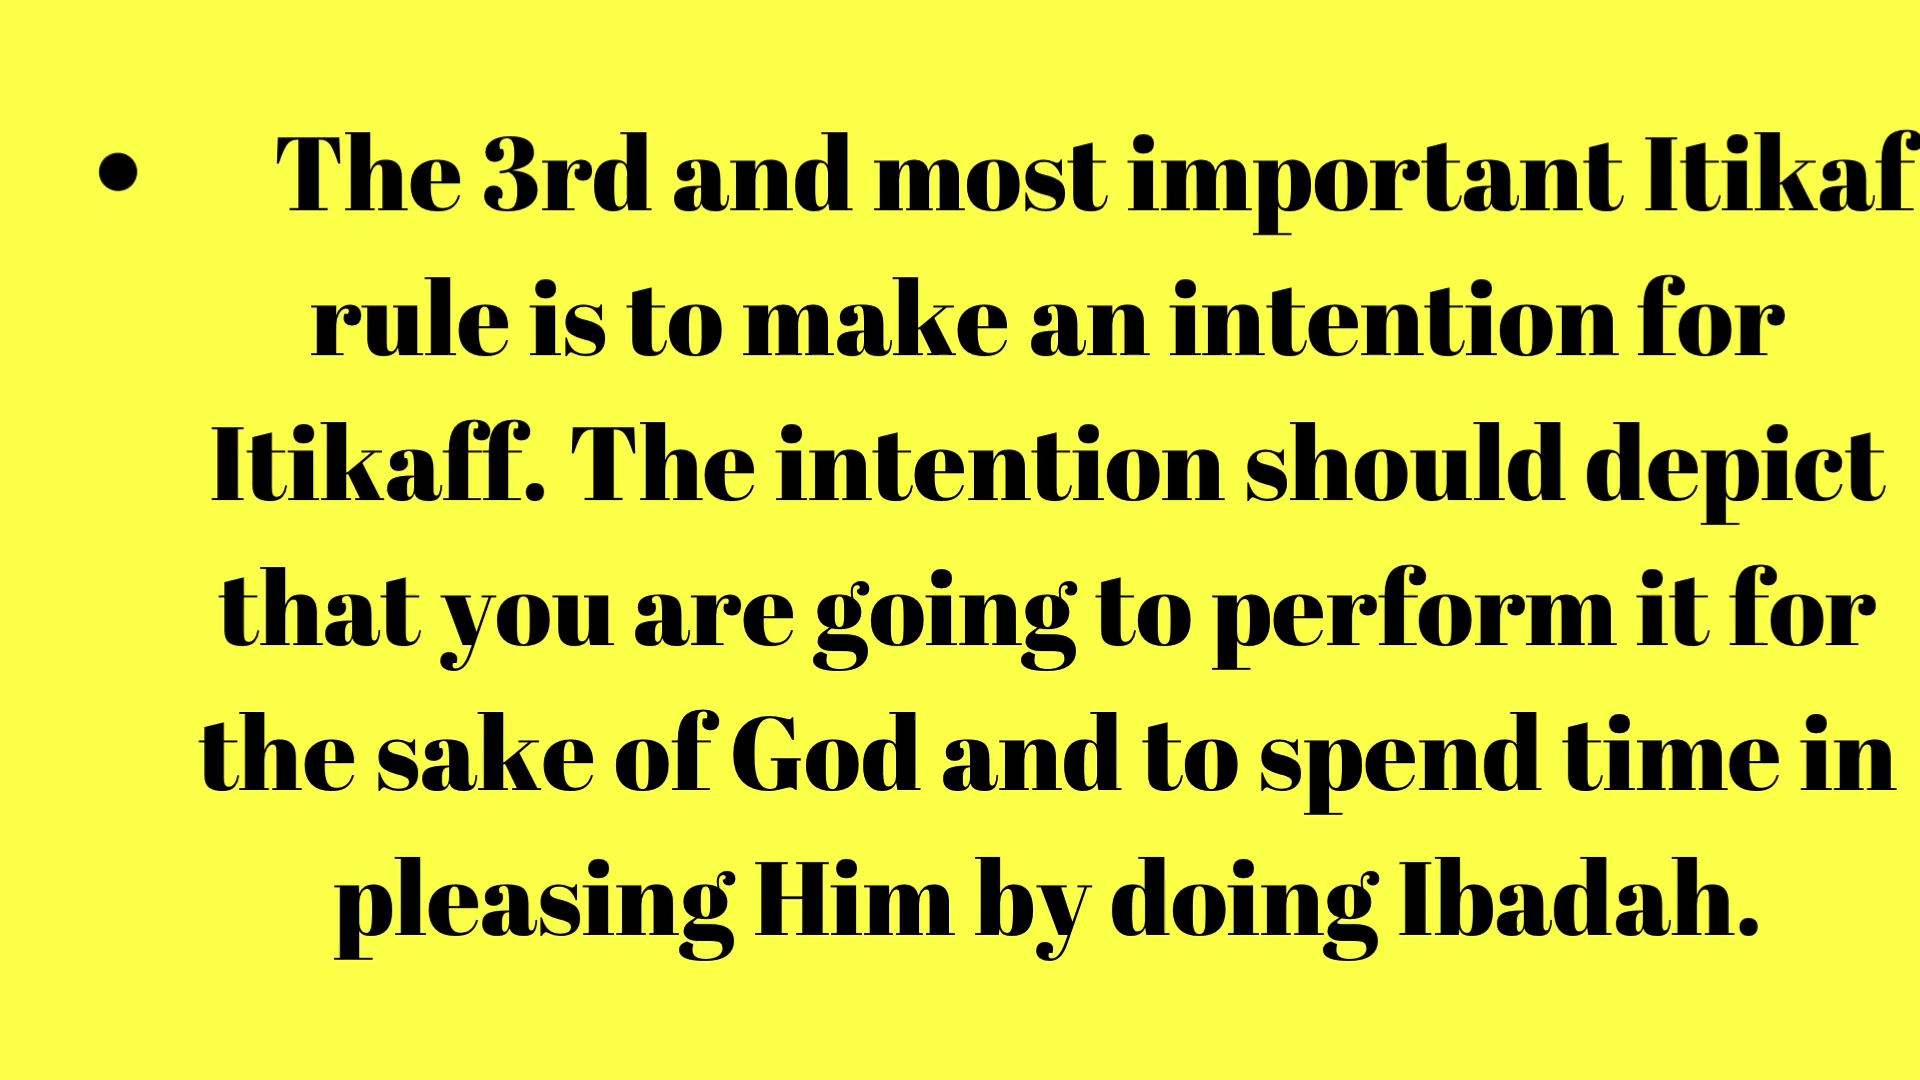 • The 3rd and most important Itikaf
rule is to make an intention for
Itikaff. The intention should depict
that you are going to perform it for
the sake of God and to spend time in
pleasing Him by doing Ibadah.